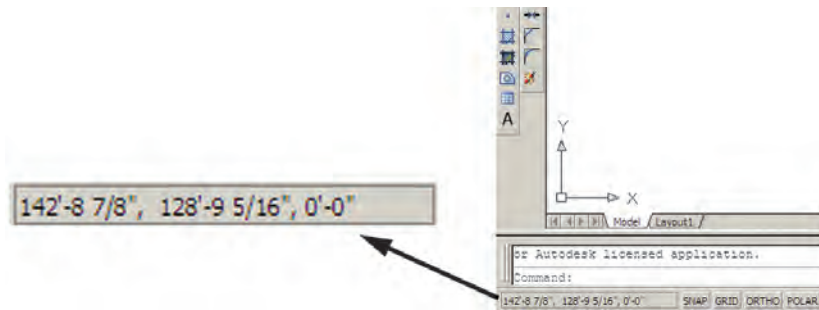 A
Y
142'-8 7/8", 128'-9 5/16", 0'-0"
X
Model Layout1
or Autodesk licensed application.
Command:
142'-8 7/8", 128'-9 5/16", 0'-0" SNAP GRID ORTHO POLAR